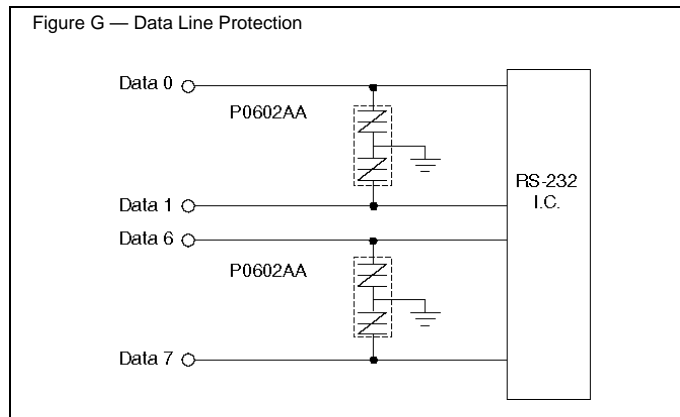 Figure G — Data Line Protection
Data 0
P0602AA
RS-232
I.C.
Data 1
Data 6
P0602AA
Data 7